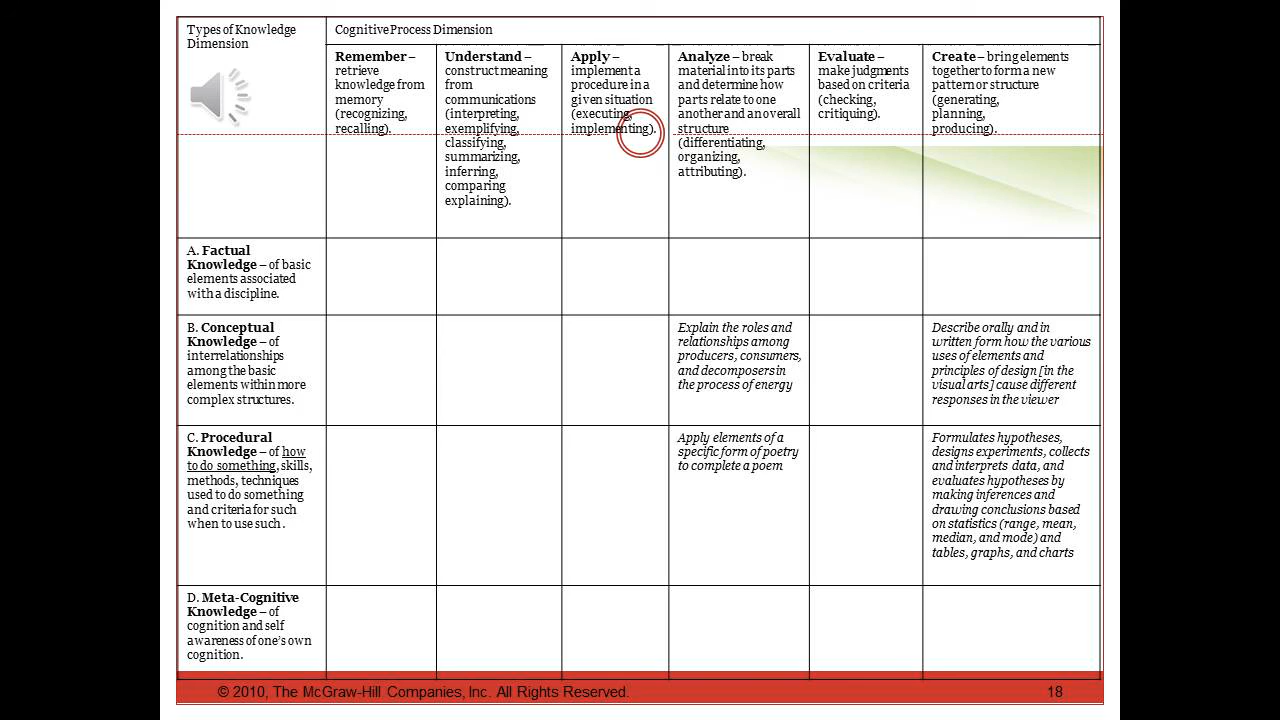 Types of Knowledge
Dimension
Cognitive Process Dimension
Remember –
retrieve
knowledge from
memory
(recognizing,
recalling).
Understand –
construct meaning
from
communications
(interpreting,
exemplifying,
classifying,
summarizing,
inferring,
comparing
explaining).
Apply –
implement a
procedure in a
given situation
(executing,
implementing).
Analyze – break
material into its parts
and determine how
parts relate to one
another and an overall
structure
(differentiating,
organizing,
attributing).
Evaluate –
make judgments
based on criteria
(checking,
critiquing).
Create – bring elements
together to form a new
pattern or structure
(generating,
planning,
producing).
A. Factual
Knowledge – of basic
elements associated
with a discipline.
B. Conceptual
Knowledge – of
interrelationships
among the basic
elements within more
complex structures.
Explain the roles and
relationships among
producers, consumers,
and decomposers in
the process of energy
Describe orally and in
written form how the various
uses of elements and
principles of design [in the
visual arts] cause different
responses in the viewer
C. Procedural
Knowledge – of how
to do something, skills,
methods, techniques
used to do something
and criteria for such
when to use such .
Apply elements of a
specific form of poetry
to complete a poem
Formulates hypotheses,
designs experiments, collects
and interprets data, and
evaluates hypotheses by
making inferences and
drawing conclusions based
on statistics (range, mean,
median, and mode) and
tables, graphs, and charts
D. Meta-Cognitive
Knowledge – of
cognition and self
awareness of one's own
cognition.
© 2010, The McGraw-Hill Companies, Inc. All Rights Reserved.
18